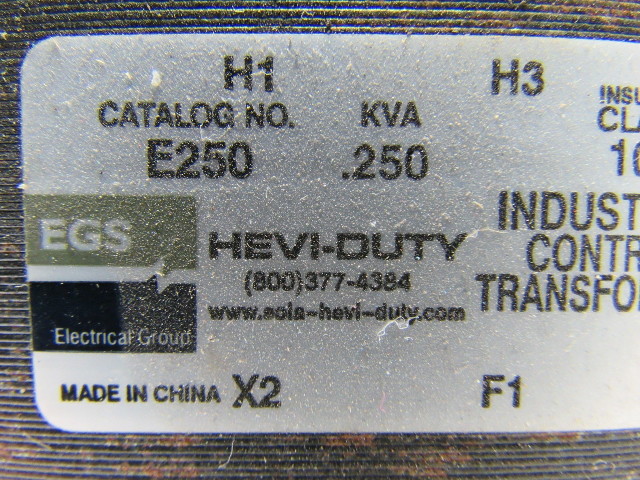 H1 H3
CATALOG NO. KVA
E250 .250
EGS
Electrical Group
HEVI-DUTY
(800)377-4384
www.sola-hevi-duty.com
MADE IN CHINA X2 F1